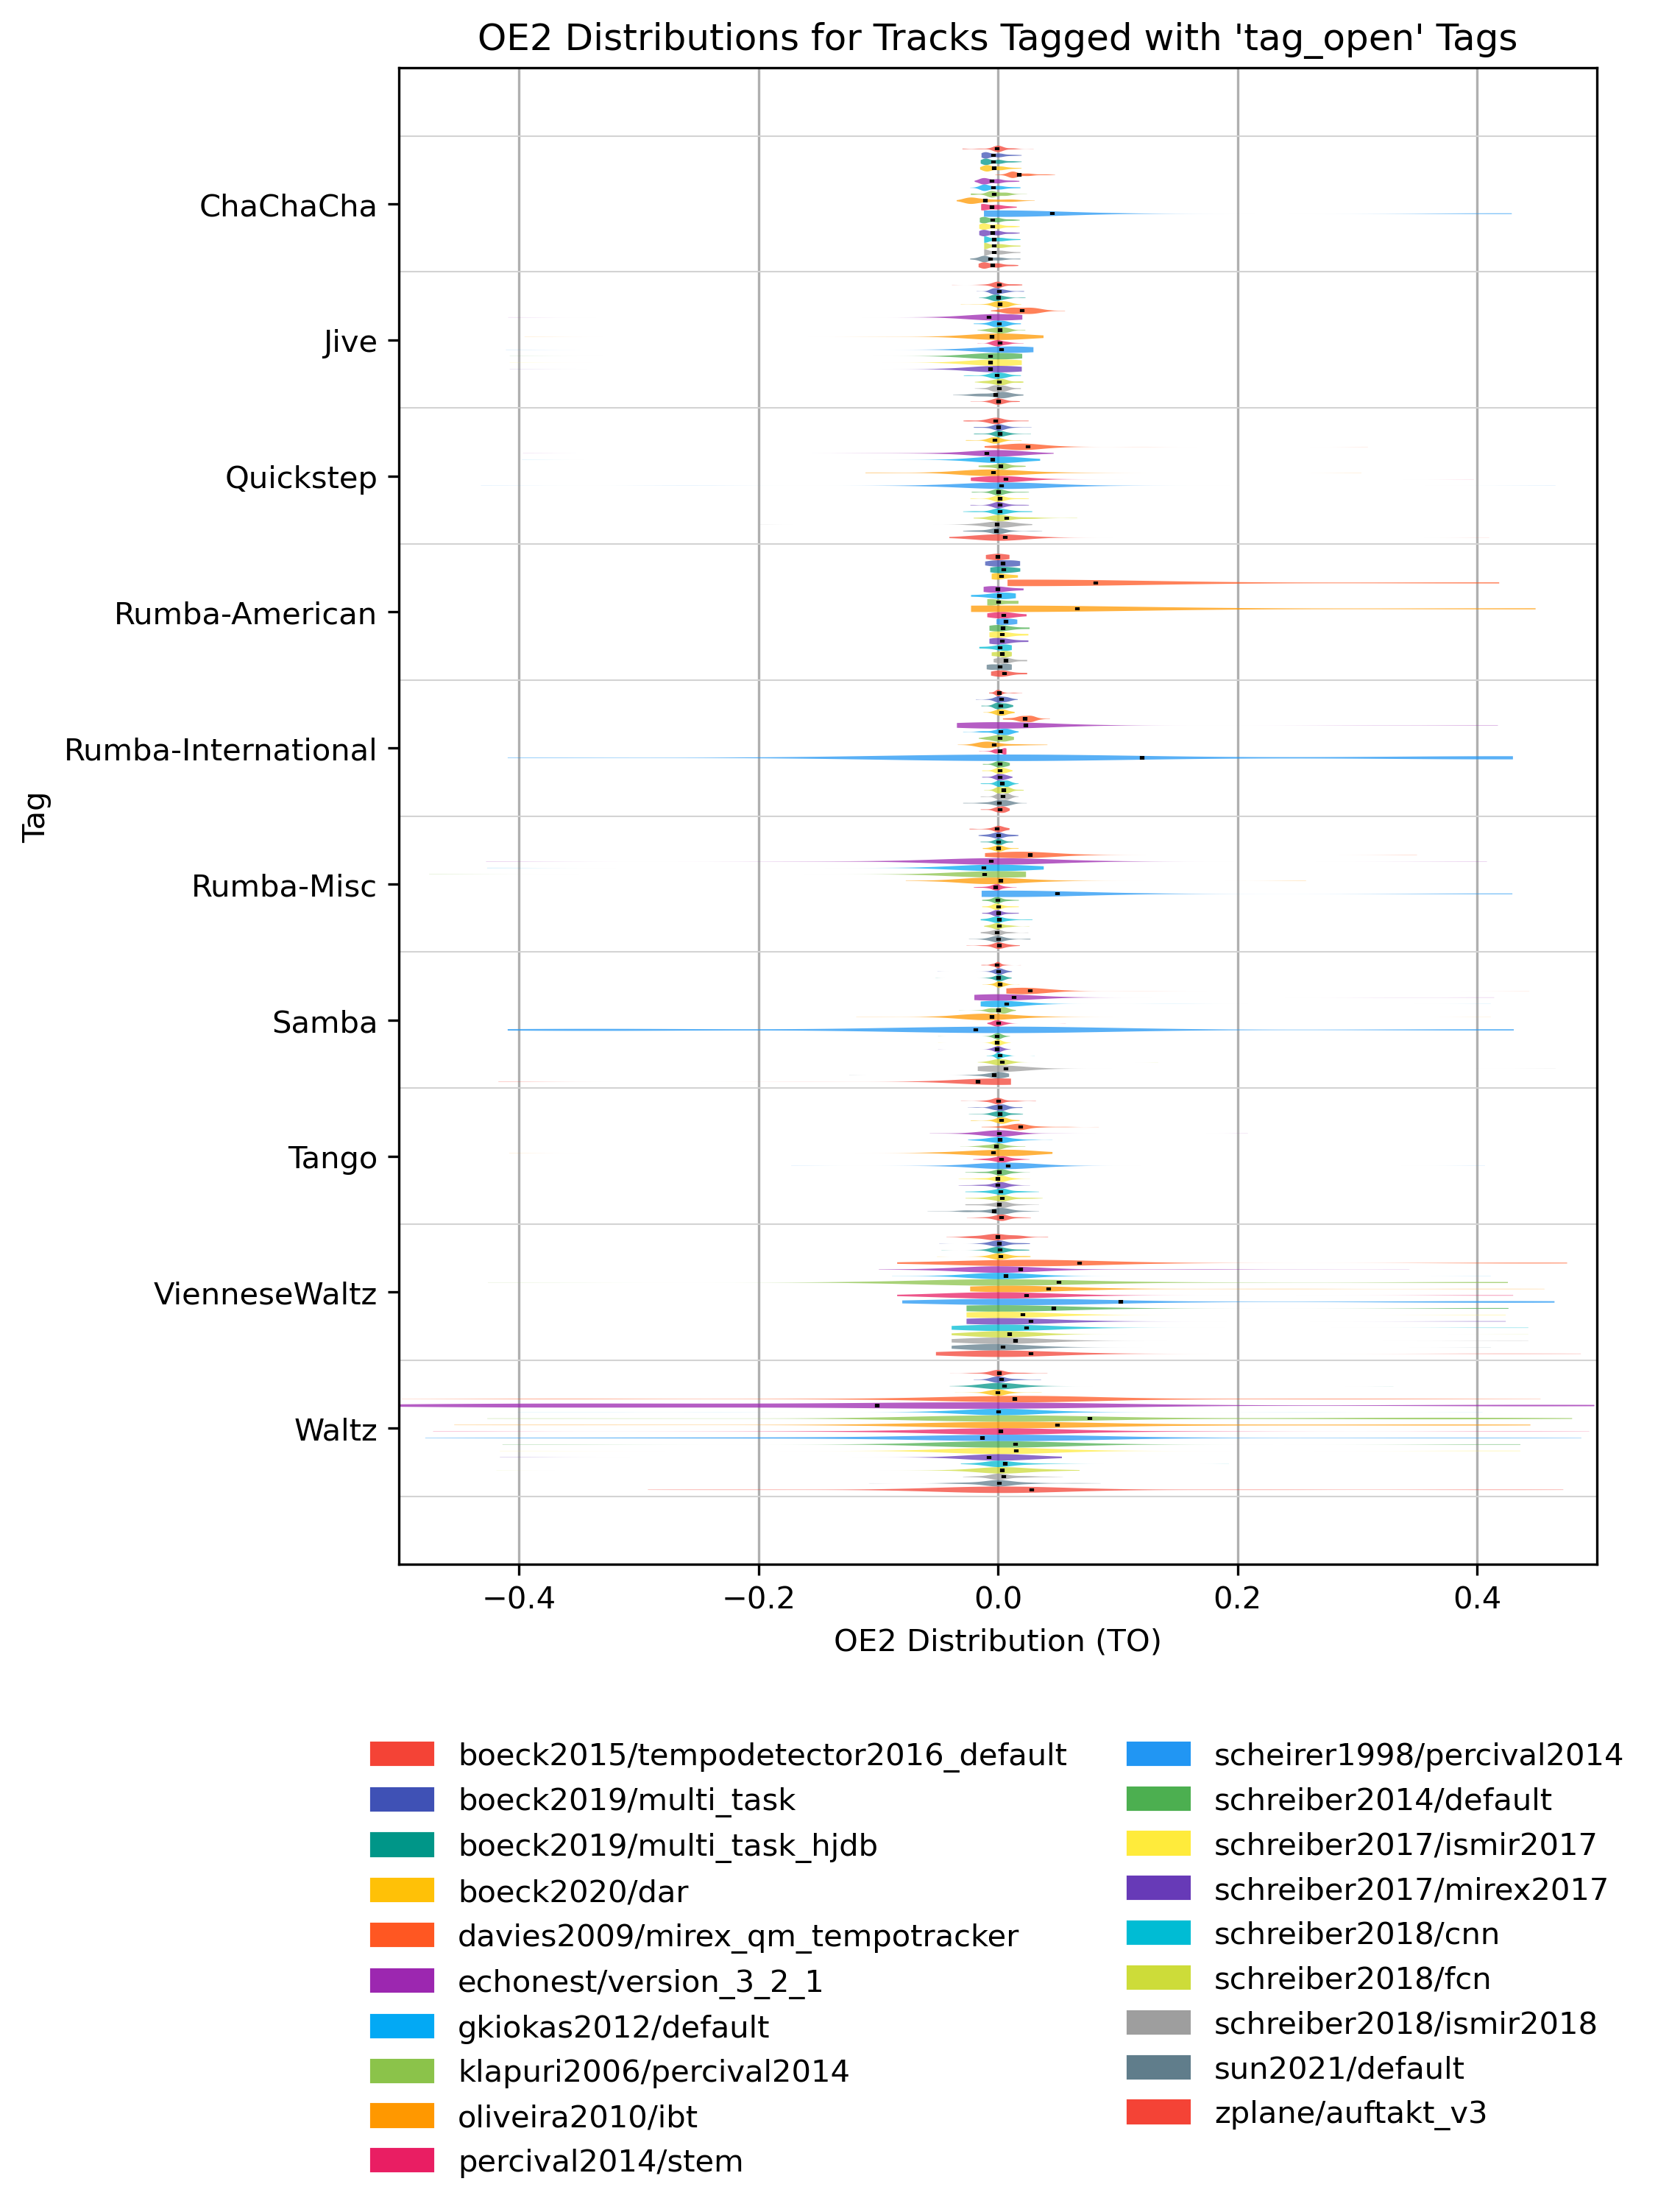 OE2 Distributions for Tracks Tagged with 'tag_open' Tags
ChaChaCha
Jive
Quickstep
Rumba-American
Rumba-International
Rumba-Misc
Samba
Tango
VienneseWaltz
Waltz
Tag
−0.4
−0.2
0.0
0.2
0.4
OE2 Distribution (TO)
boeck2015/tempodetector2016_default
boeck2019/multi_task
boeck2019/multi_task_hjdb
boeck2020/dar
davies2009/mirex_qm_tempotracker
echonest/version_3_2_1
gkiokas2012/default
klapuri2006/percival2014
oliveira2010/ibt
percival2014/stem
scheirer1998/percival2014
schreiber2014/default
schreiber2017/ismir2017
schreiber2017/mirex2017
schreiber2018/cnn
schreiber2018/fcn
schreiber2018/ismir2018
sun2021/default
zplane/auftakt_v3